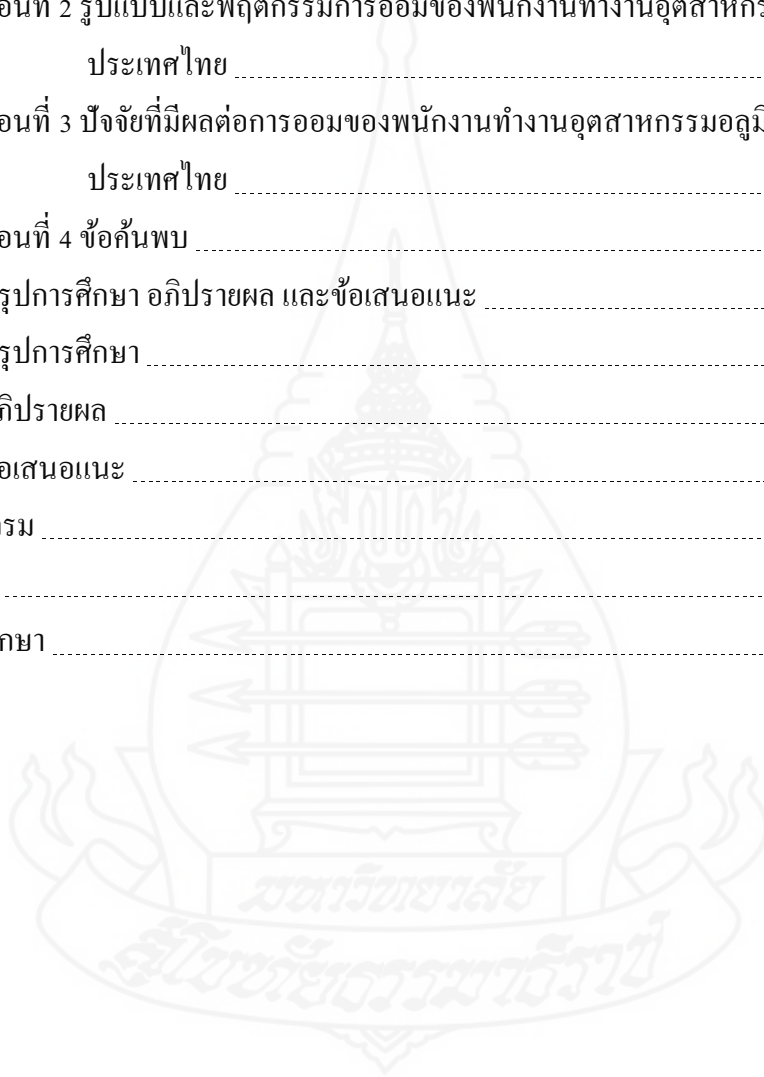 อนที่ 2 รูปแบบและพฤติกรรมการออมของพนักงานทำงานอุตสาหกร
ประเทศไทย
อนที่ 3 ปัจจัยที่มีผลต่อการออมของพนักงานทำงานอุตสาหกรรมอลูมิ
ประเทศไทย
อนที่ 4 ข้อค้นพบ
รุปการศึกษา อภิปรายผล และข้อเสนอแนะ
รุปการศึกษา
ภิปรายผล
อเสนอแนะ
กรม
กษา
มหาวิทยาลัย
สุโขทัยธรรมาธิราช